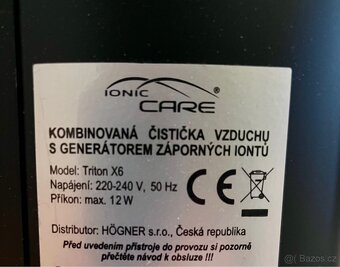 IONIC
CARE ®
KOMBINOVANÁ ČISTIČKA VZDUCHU
S GENERÁTOREM ZÁPORNÝCH IONTŮ
Model: Triton X6
Napájení: 220-240 V, 50 Hz
Příkon: max. 12 W
CE
Distributor: HÖGNER s.r.o., Česká republika
Před uvedením přístroje do provozu si pozorně
přečtěte návod k obsluze !!!
Bazoš.cz